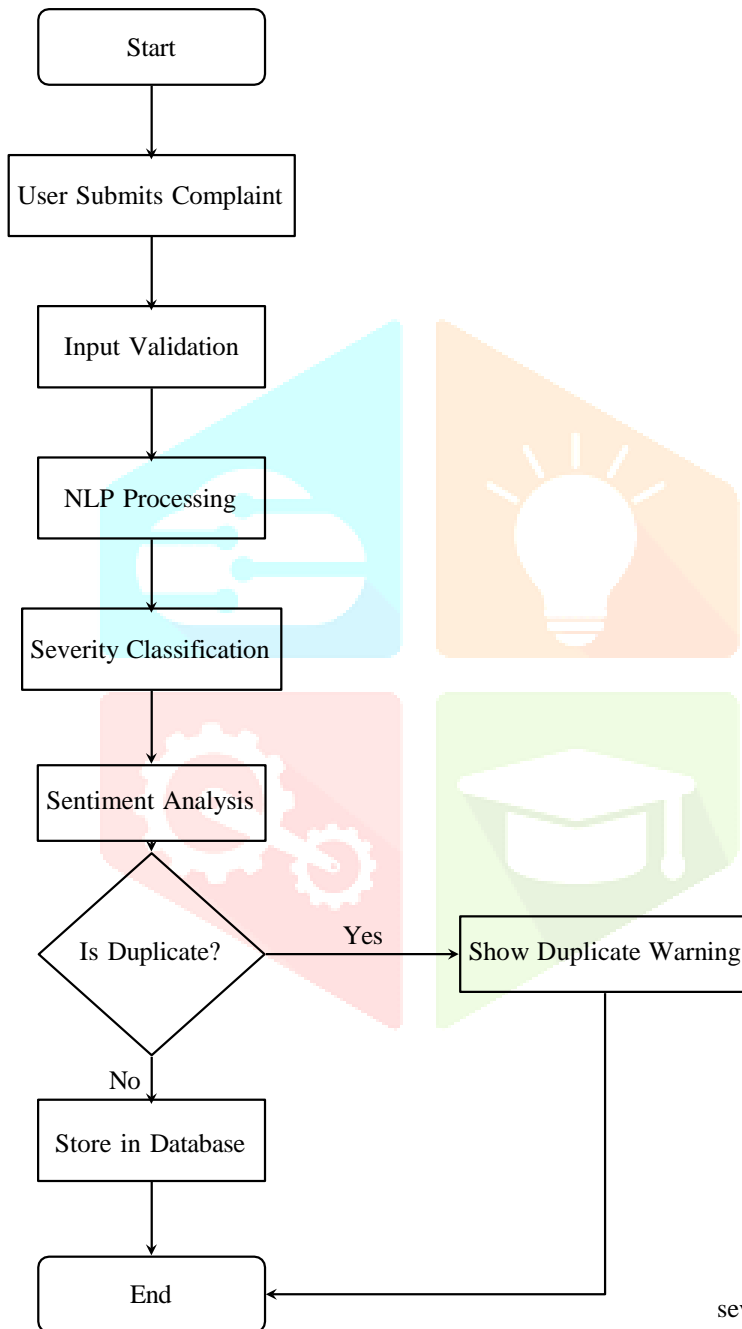 Start
User Submits Complaint
Input Validation
NLP Processing
Severity Classification
Sentiment Analysis
Is Duplicate?
Yes
Show Duplicate Warning
No
Store in Database
End